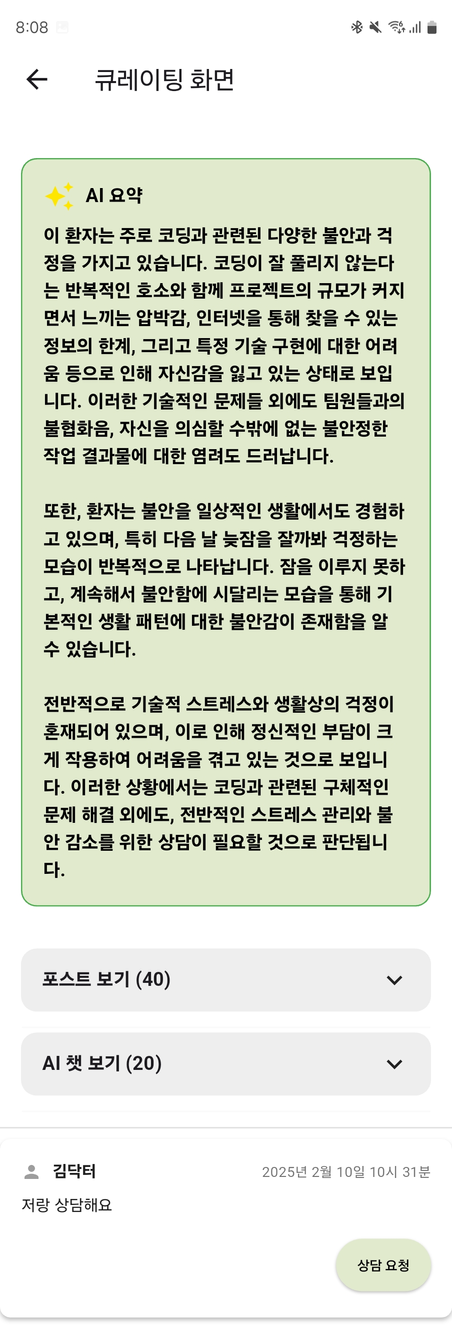 8:08
큐레이팅 화면
AI 요약
이 환자는 주로 코딩과 관련된 다양한 불안과 걱
정을 가지고 있습니다. 코딩이 잘 풀리지 않는다
는 반복적인 호소와 함께 프로젝트의 규모가 커지
면서 느끼는 압박감, 인터넷을 통해 찾을 수 있는
정보의 한계, 그리고 특정 기술 구현에 대한 어려
움 등으로 인해 자신감을 잃고 있는 상태로 보입
니다. 이러한 기술적인 문제들 외에도 팀원들과의
불협화음, 자신을 의심할 수밖에 없는 불안정한
작업 결과물에 대한 염려도 드러납니다.
또한, 환자는 불안을 일상적인 생활에서도 경험하
고 있으며, 특히 다음 날 늦잠을 잘까봐 걱정하는
모습이 반복적으로 나타납니다. 잠을 이루지 못하
고, 계속해서 불안함에 시달리는 모습을 통해 기
본적인 생활 패턴에 대한 불안감이 존재함을 알
수 있습니다.
전반적으로 기술적 스트레스와 생활상의 걱정이
혼재되어 있으며, 이로 인해 정신적인 부담이 크
게 작용하여 어려움을 겪고 있는 것으로 보입니
다. 이러한 상황에서는 코딩과 관련된 구체적인
문제 해결 외에도, 전반적인 스트레스 관리와 불
안 감소를 위한 상담이 필요할 것으로 판단됩니
다.
포스트 보기 (40)
AI 챗 보기 (20)
김닥터
2025년 2월 10일 10시 31분
저랑 상담해요
상담 요청